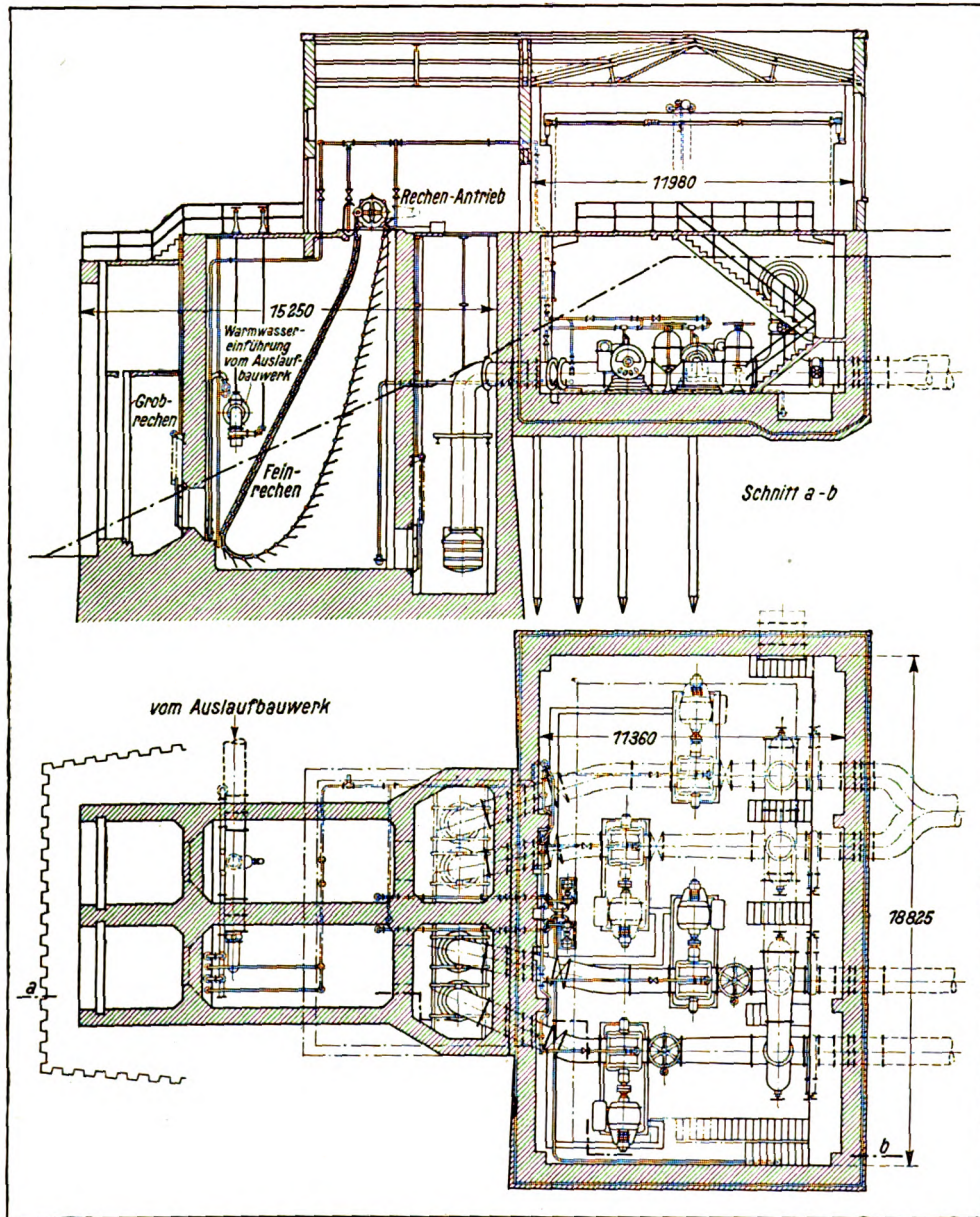 11980
Rechen-Antrieb
15250
Warmwasser-
einführung
vom Auslauf-
bauwerk
Grob-
rechen
Fein-
rechen
Schnitt a-b
vom Auslaufbauwerk
11360
18825
a
b